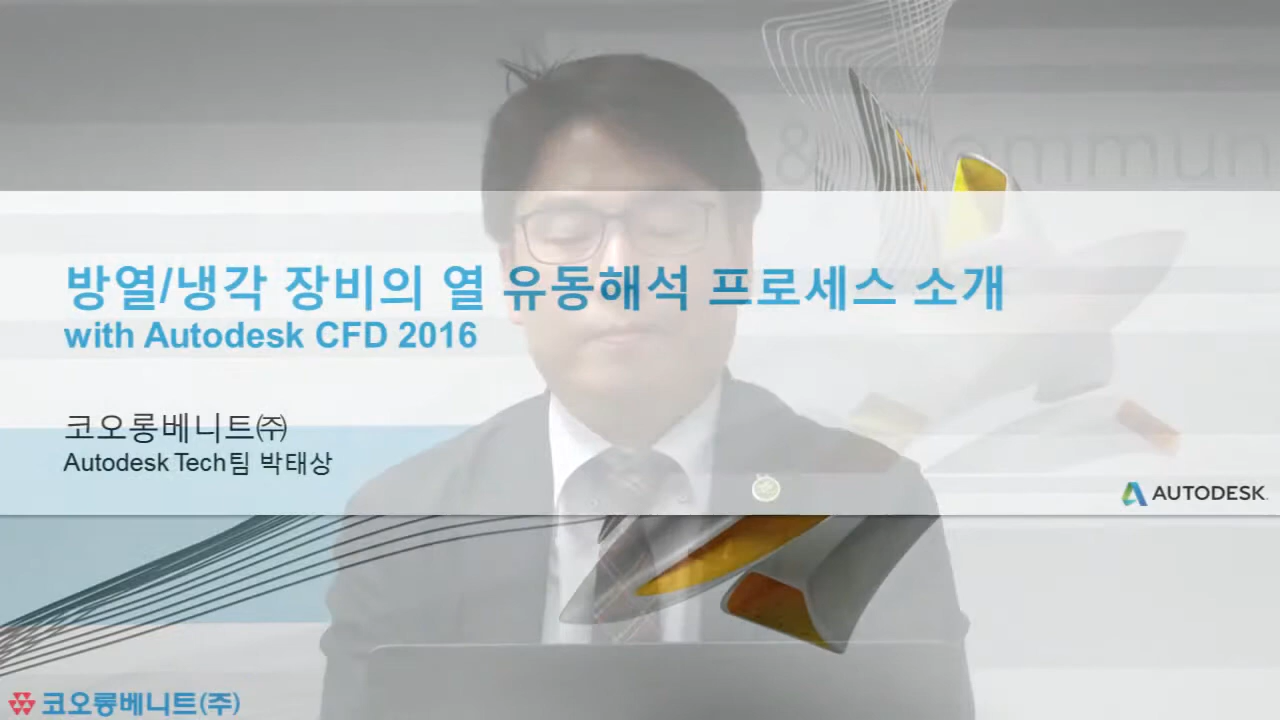 & Commun
방열/냉각 장비의 열 유동해석 프로세스 소개
with Autodesk CFD 2016
코오롱베니트㈜
Autodesk Tech팀 박태상
AUTODESK
코오롱베니트(주)